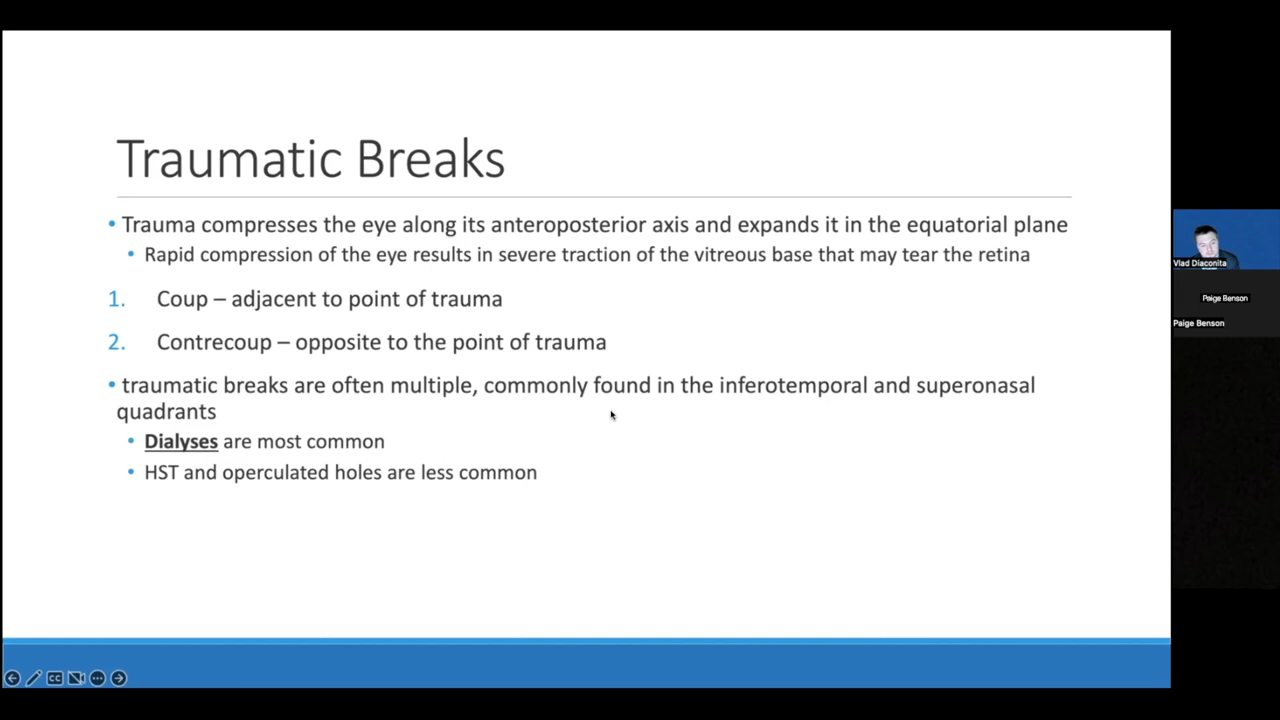 Traumatic Breaks
• Trauma compresses the eye along its anteroposterior axis and expands it in the equatorial plane
• Rapid compression of the eye results in severe traction of the vitreous base that may tear the retina
1. Coup – adjacent to point of trauma
2. Contrecoup – opposite to the point of trauma
• traumatic breaks are often multiple, commonly found in the inferotemporal and superonasal
quadrants
• Dialyses are most common
• HST and operculated holes are less common
Vlad Diaconita
Paige Benson
Paige Benson
CC